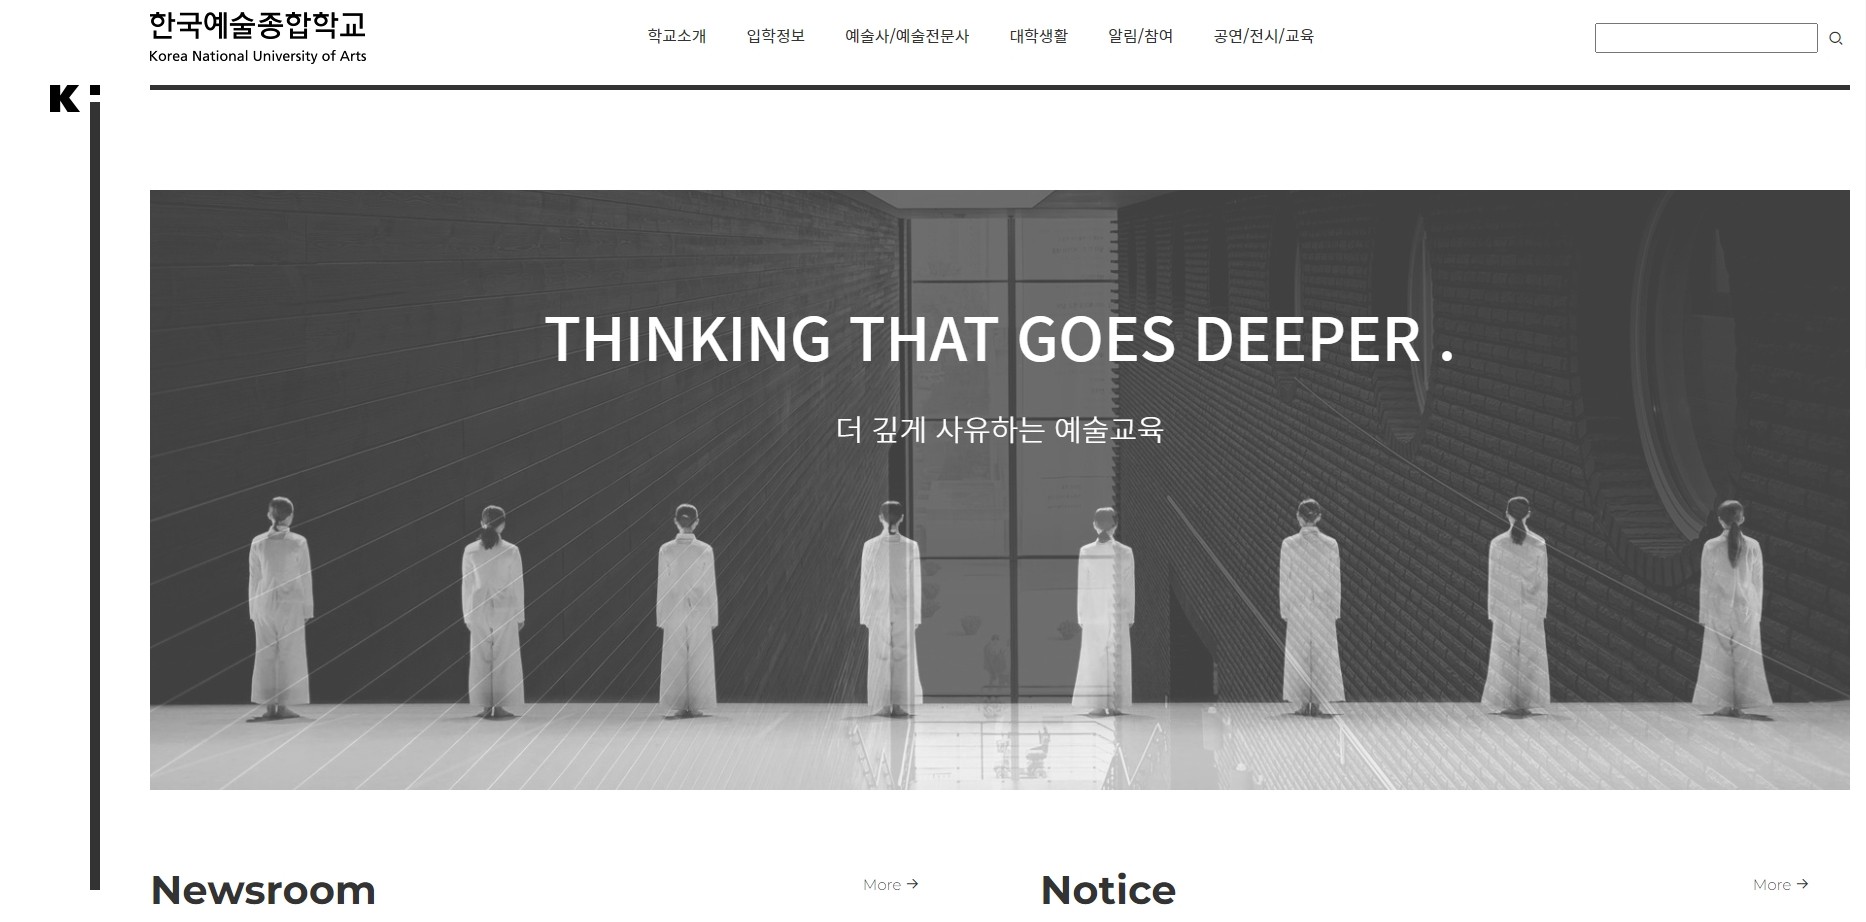 한국예술종합학교
Korea National University of Arts
학교소개 입학정보 예술사/예술전문사 대학생활 알림/참여 공연/전시/교육
K
THINKING THAT GOES DEEPER .
더 깊게 사유하는 예술교육
Newsroom More →
Notice More →